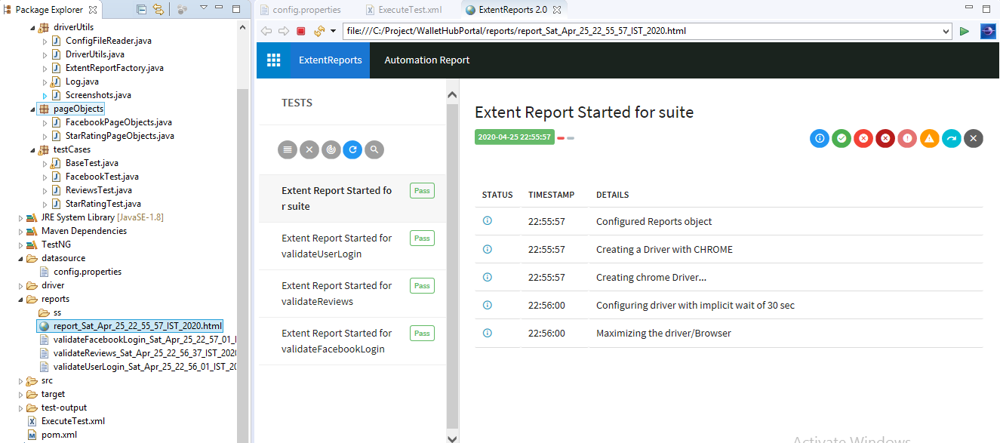 Package Explorer
driverUtils
ConfigFileReader.java
DriverUtils.java
ExtentReportFactory.java
Log.java
Screenshots.java
pageObjects
FacebookPageObjects.java
StarRatingPageObjects.java
testCases
BaseTest.java
FacebookTest.java
ReviewsTest.java
StarRatingTest.java
JRE System Library [JavaSE-1.8]
Maven Dependencies
TestNG
datasource
config.properties
driver
reports
ss
report_Sat_Apr_25_22_55_57_IST_2020.html
validateFacebookLogin_Sat_Apr_25_22_57_01_I
validateReviews_Sat_Apr_25_22_56_37_IST_2020
validateUserLogin_Sat_Apr_25_22_56_01_IST_20
src
target
test-output
ExecuteTest.xml
pom.xml
config.properties
ExecuteTest.xml
ExtentReports 2.0
file:///C:/Project/WalletHubPortal/reports/report_Sat_Apr_25_22_55_57_IST_2020.html
ExtentReports
Automation Report
TESTS
Extent Report Started fo
r suite
Pass
Extent Report Started for
validateUserLogin
Pass
Extent Report Started for
validateReviews
Pass
Extent Report Started for
validateFacebookLogin
Pass
Extent Report Started for suite
2020-04-25 22:55:57
STATUS TIMESTAMP DETAILS
22:55:57 Configured Reports object
22:55:57 Creating a Driver with CHROME
22:55:57 Creating chrome Driver...
22:56:00 Configuring driver with implicit wait of 30 sec
22:56:00 Maximizing the driver/Browser
Activate Windows